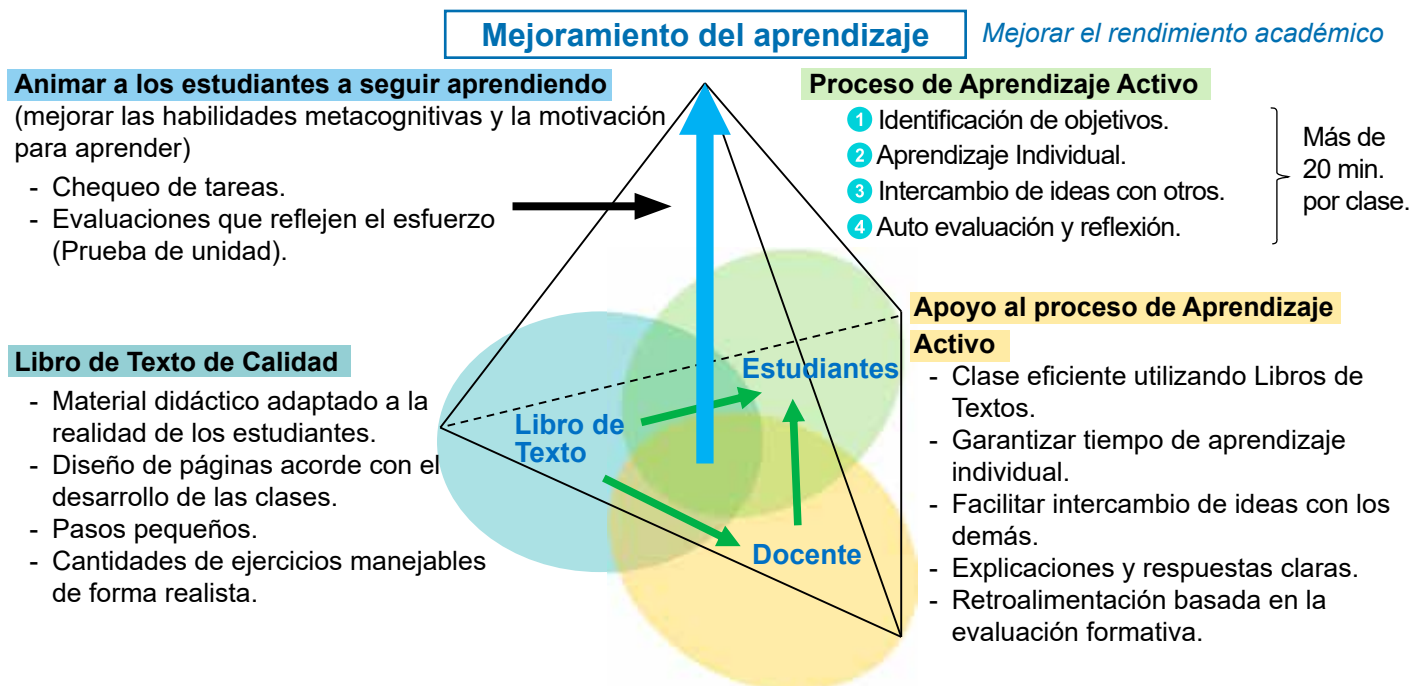 Mejoramiento del aprendizaje
Mejorar el rendimiento académico
Animar a los estudiantes a seguir aprendiendo
(mejorar las habilidades metacognitivas y la motivación
para aprender)
- Chequeo de tareas.
- Evaluaciones que reflejen el esfuerzo
(Prueba de unidad).
Proceso de Aprendizaje Activo
1 Identificación de objetivos.
2 Aprendizaje Individual.
3 Intercambio de ideas con otros.
4 Auto evaluación y reflexión.
Más de
20 min.
por clase.
Libro de Texto de Calidad
- Material didáctico adaptado a la
realidad de los estudiantes.
- Diseño de páginas acorde con el
desarrollo de las clases.
- Pasos pequeños.
- Cantidades de ejercicios manejables
de forma realista.
Estudiantes
Libro de
Texto
Docente
Apoyo al proceso de Aprendizaje
Activo
- Clase eficiente utilizando Libros de
Textos.
- Garantizar tiempo de aprendizaje
individual.
- Facilitar intercambio de ideas con los
demás.
- Explicaciones y respuestas claras.
- Retroalimentación basada en la
evaluación formativa.